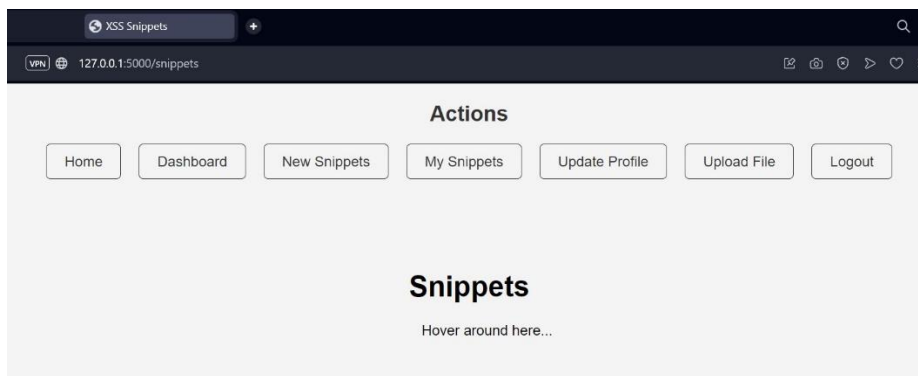 XSS Snippets
VPN 127.0.0.1:5000/snippets
Actions
Home Dashboard New Snippets My Snippets Update Profile Upload File Logout
Snippets
Hover around here...